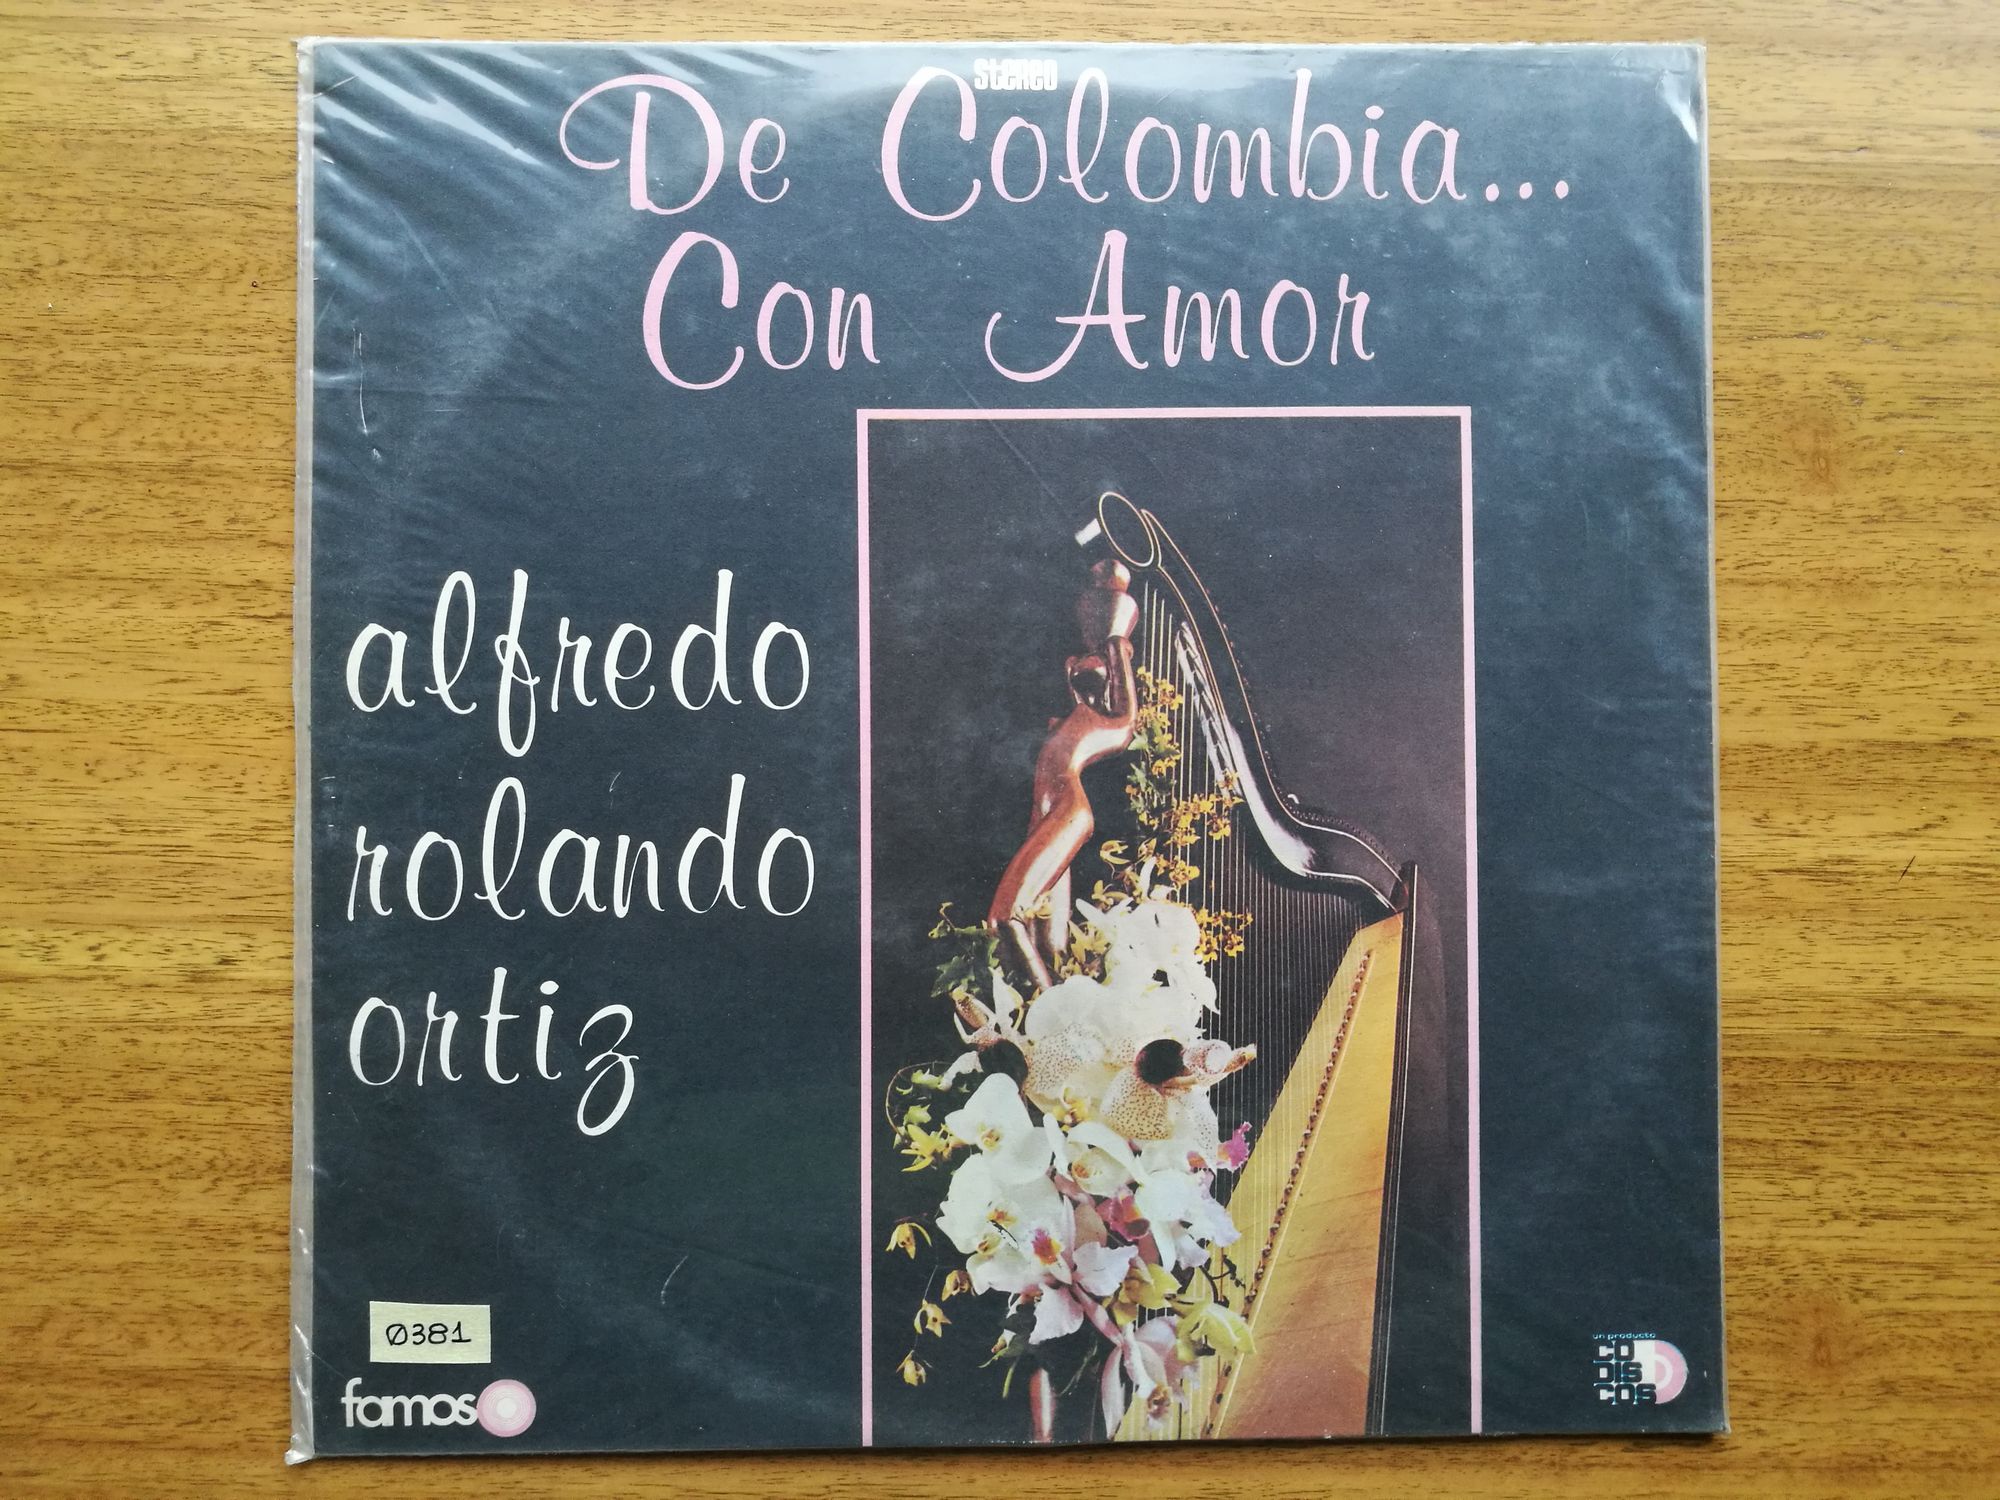 stereo
De Colombia...
Con Amor
alfredo
rolando
ortiz
0381
famoso
un producto
CO
DIS
COS